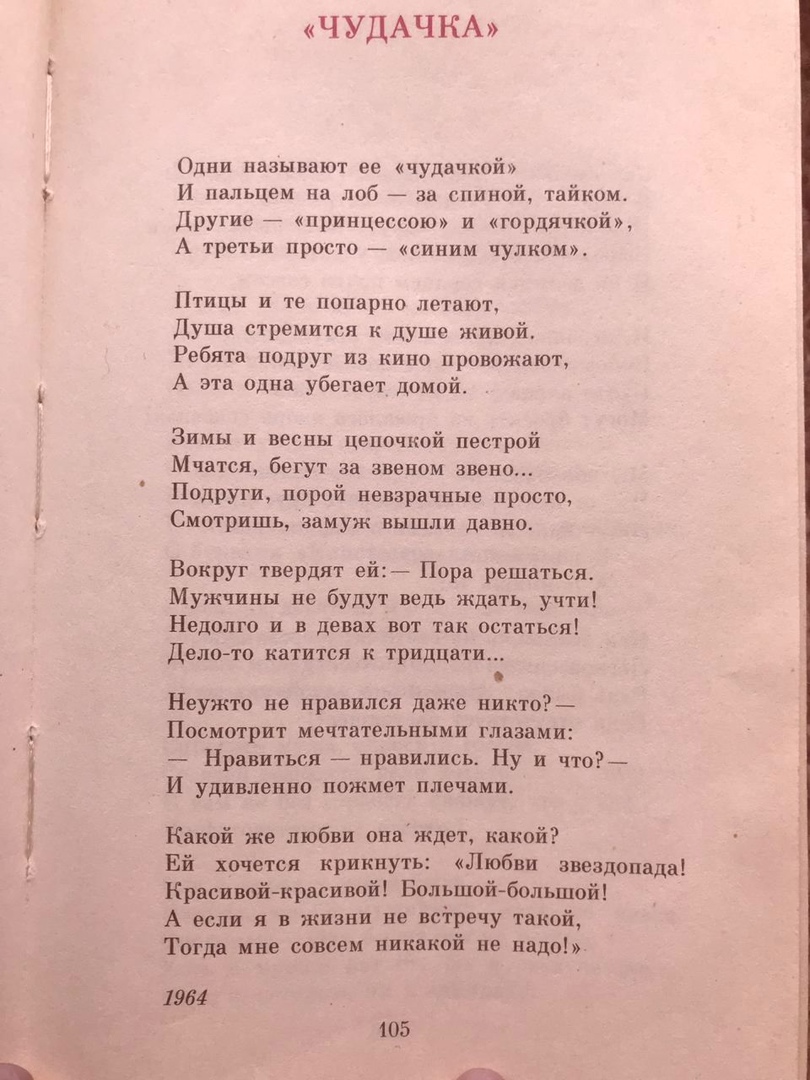 «ЧУДАЧКА»
Одни называют ее «чудачкой»
И пальцем на лоб — за спиной, тайком.
Другие — «принцессою» и «гордячкой»,
А третьи просто — «синим чулком».
Птицы и те попарно летают,
Душа стремится к душе живой.
Ребята подруг из кино провожают,
А эта одна убегает домой.
Зимы и весны цепочкой пестрой
Мчатся, бегут за звеном звено...
Подруги, порой невзрачные просто,
Смотришь, замуж вышли давно.
Вокруг твердят ей:— Пора решаться.
Мужчины не будут ведь ждать, учти!
Недолго и в девах вот так остаться!
Дело-то катится к тридцати...
Неужто не нравился даже никто?—
Посмотрит мечтательными глазами:
— Нравиться — нравились. Ну и что?—
И удивленно пожмет плечами.
Какой же любви она ждет, какой?
Ей хочется крикнуть: «Любви звездопада!
Красивой-красивой! Большой-большой!
А если я в жизни не встречу такой,
Тогда мне совсем никакой не надо!»
1964
105